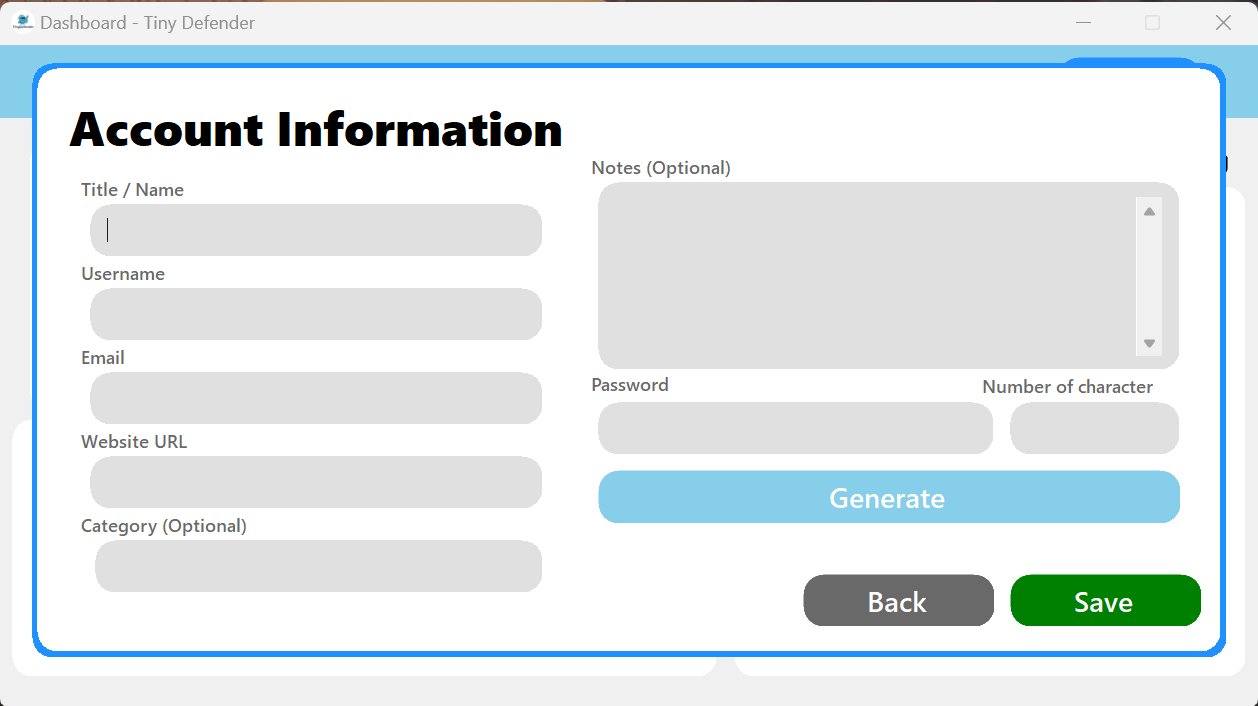 Dashboard - Tiny Defender
Account Information
Title / Name
Username
Email
Website URL
Category (Optional)
Notes (Optional)
Password
Number of character
Generate
Back
Save